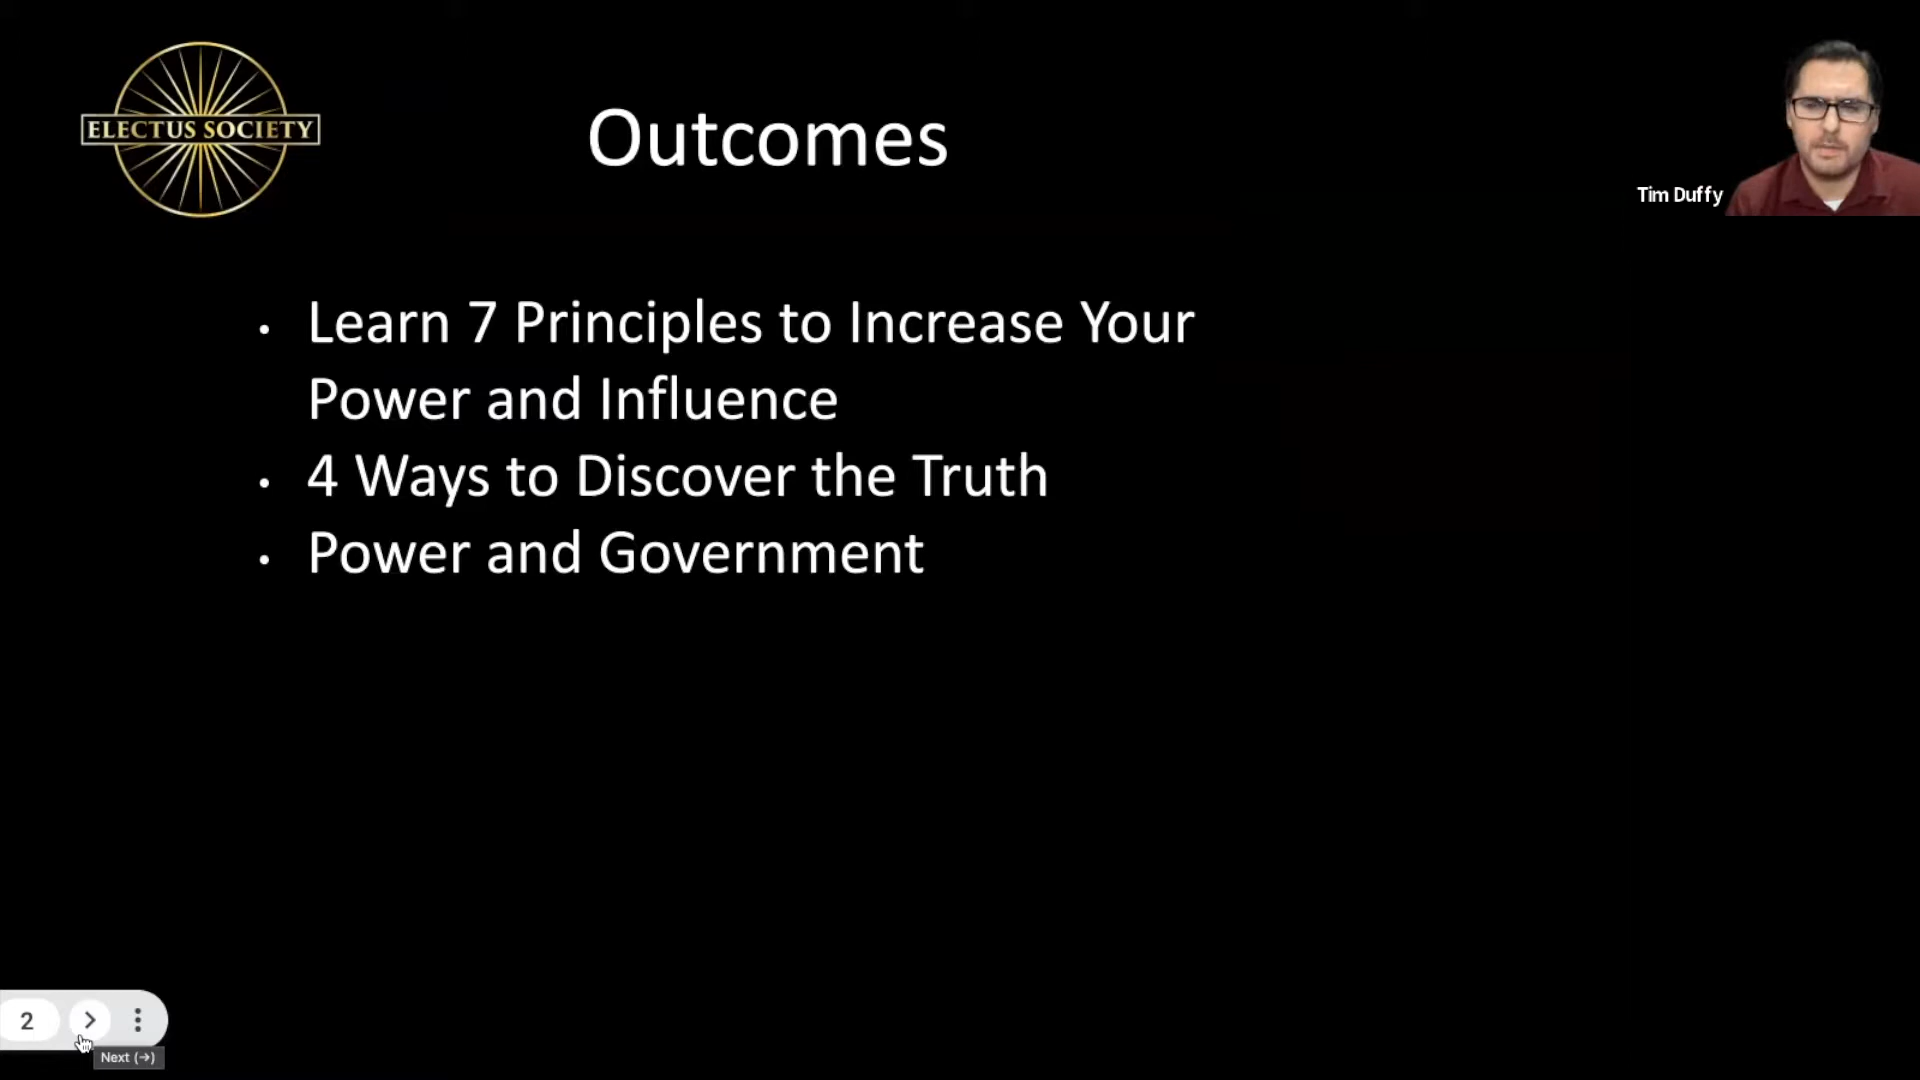 ELECTUS SOCIETY
Outcomes
Tim Duffy
• Learn 7 Principles to Increase Your
Power and Influence
• 4 Ways to Discover the Truth
• Power and Government
2
Next (→)